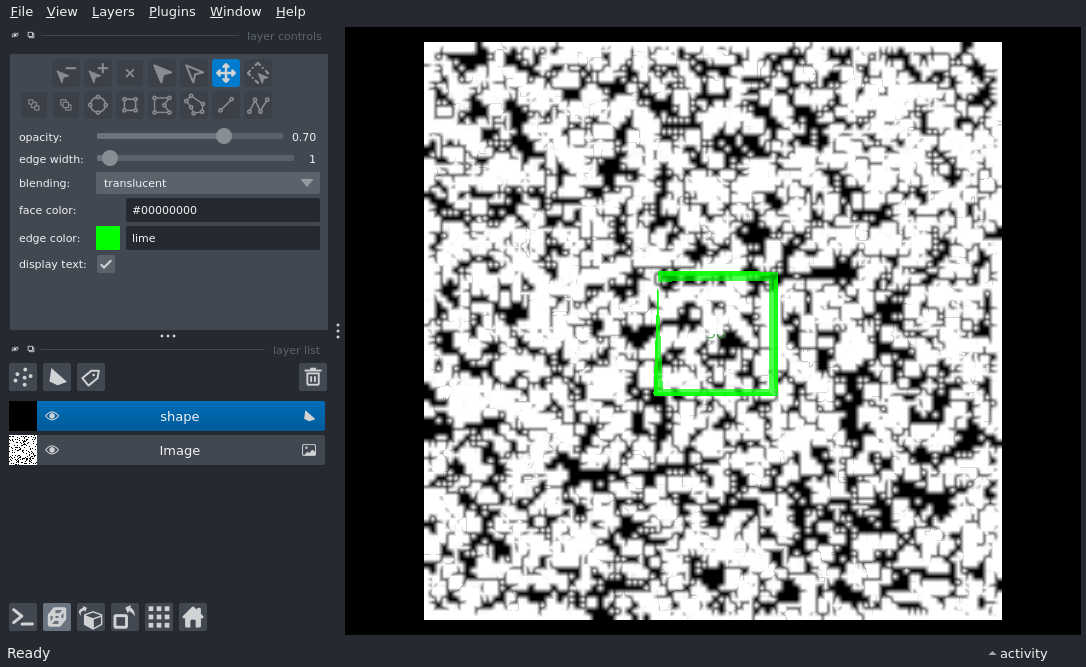 File View Layers Plugins Window Help
layer controls
opacity: 0.70
edge width: 1
blending: translucent
face color: #00000000
edge color: lime
display text:
layer list
shape
Image
Ready
activity